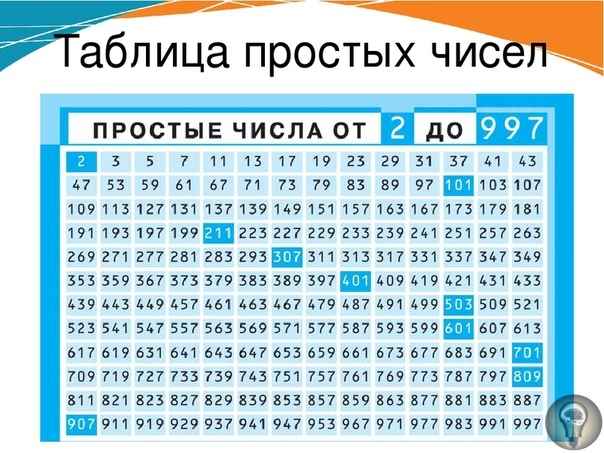 Таблица простых чисел
ПРОСТЫЕ ЧИСЛА ОТ 2 ДО 997
2 3 5 7 11 13 17 19 23 29 31 37 41 43
47 53 59 61 67 71 73 79 83 89 97 101 103 107
109 113 127 131 137 139 149 151 157 163 167 173 179 181
191 193 197 199 211 223 227 229 233 239 241 251 257 263
269 271 277 281 283 293 307 311 313 317 331 337 347 349
353 359 367 373 379 383 389 397 401 409 419 421 431 433
439 443 449 457 461 463 467 479 487 491 499 503 509 521
523 541 547 557 563 569 571 577 587 593 599 601 607 613
617 619 631 641 643 647 653 659 661 673 677 683 691 701
709 719 727 733 739 743 751 757 761 769 773 787 797 809
811 821 823 827 829 839 853 857 859 863 877 881 883 887
907 911 919 929 937 941 947 953 967 971 977 983 991 997